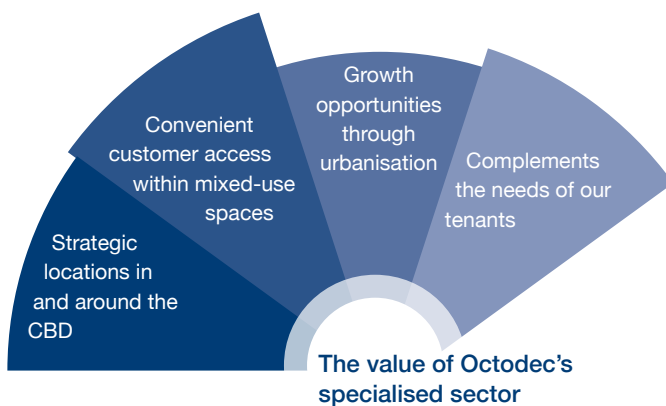 Strategic
locations in
and around the
CBD
Convenient
customer access
within mixed-use
spaces
Growth
opportunities
through
urbanisation
Complements
the needs of our
tenants
The value of Octodec’s
specialised sector